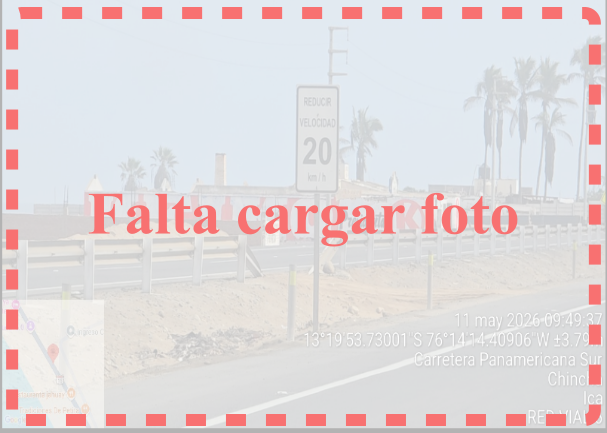 REDUCIR
VELOCIDAD
20
km/h
Falta cargar foto
11 may 2026 09:49:37
13°19'53.73001"S 76°14'14.40906"W ±3.79
Carretera Panamericana Sur
Ica